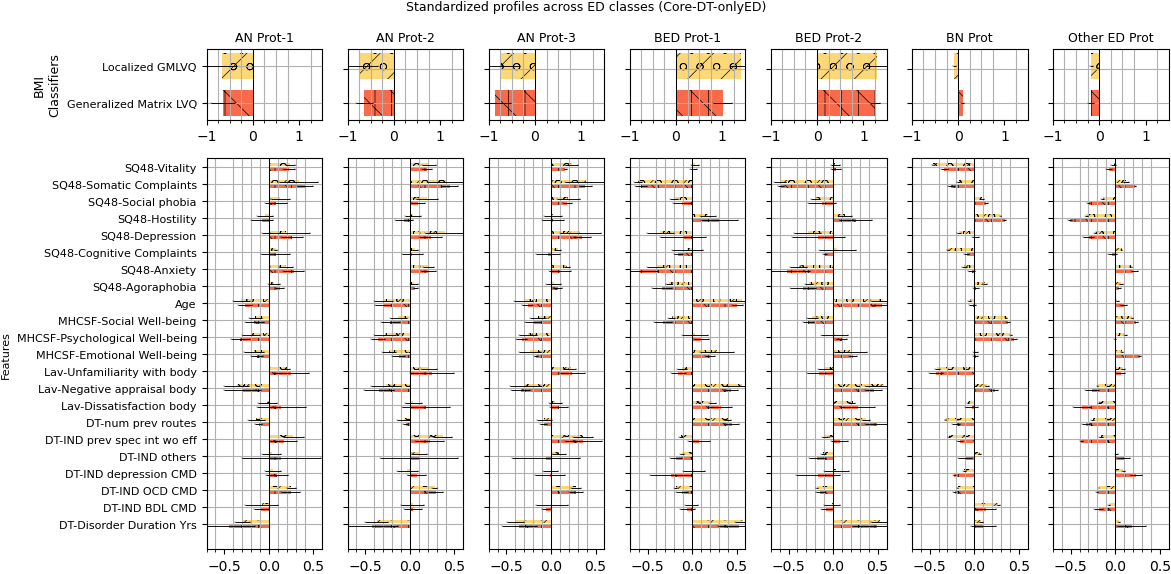 Standardized profiles across ED classes (Core-DT-onlyED)
AN Prot-1 AN Prot-2 AN Prot-3 BED Prot-1 BED Prot-2 BN Prot Other ED Prot
BMI
Classifiers
Localized GMLVQ
Generalized Matrix LVQ
−1 0 1 −1 0 1 −1 0 1 −1 0 1 −1 0 1 −1 0 1 −1 0 1
Features
SQ48-Vitality
SQ48-Somatic Complaints
SQ48-Social phobia
SQ48-Hostility
SQ48-Depression
SQ48-Cognitive Complaints
SQ48-Anxiety
SQ48-Agoraphobia
Age
MHCSF-Social Well-being
MHCSF-Psychological Well-being
MHCSF-Emotional Well-being
Lav-Unfamiliarity with body
Lav-Negative appraisal body
Lav-Dissatisfaction body
DT-num prev routes
DT-IND prev spec int wo eff
DT-IND others
DT-IND depression CMD
DT-IND OCD CMD
DT-IND BDL CMD
DT-Disorder Duration Yrs
−0.5 0.0 0.5 −0.5 0.0 0.5 −0.5 0.0 0.5 −0.5 0.0 0.5 −0.5 0.0 0.5 −0.5 0.0 0.5 −0.5 0.0 0.5